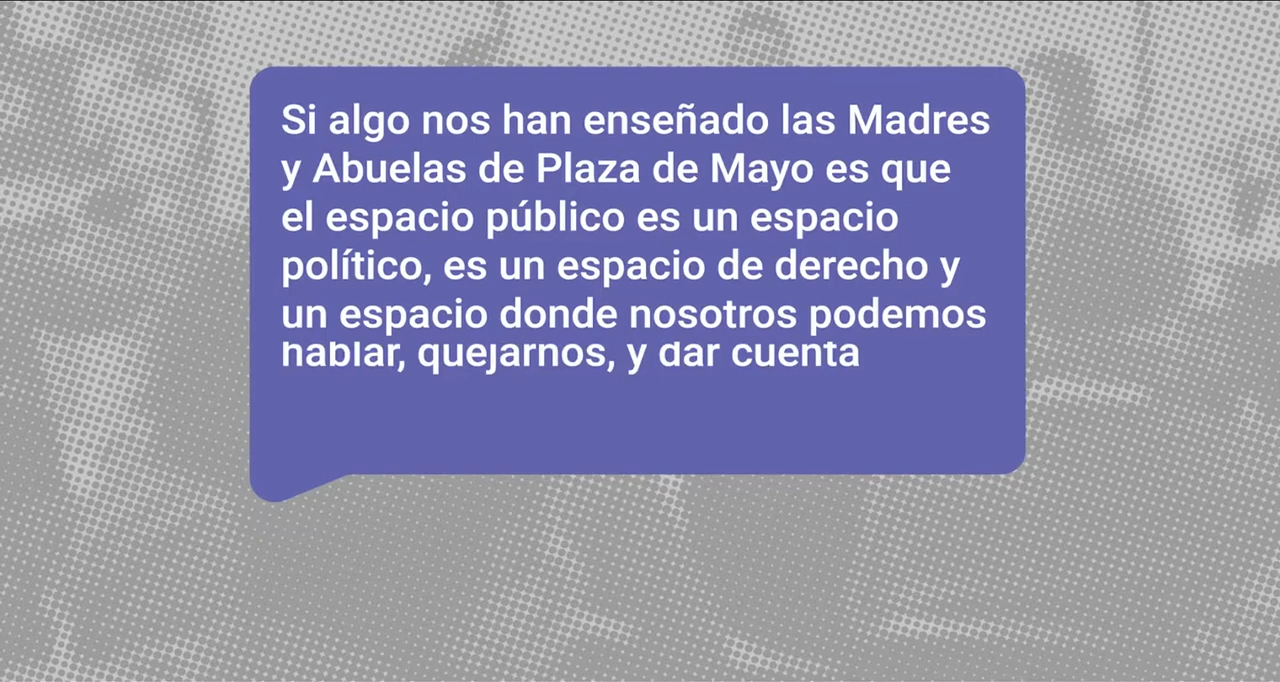 Si algo nos han enseñado las Madres
y Abuelas de Plaza de Mayo es que
el espacio público es un espacio
político, es un espacio de derecho y
un espacio donde nosotros podemos
hablar, quejarnos, y dar cuenta